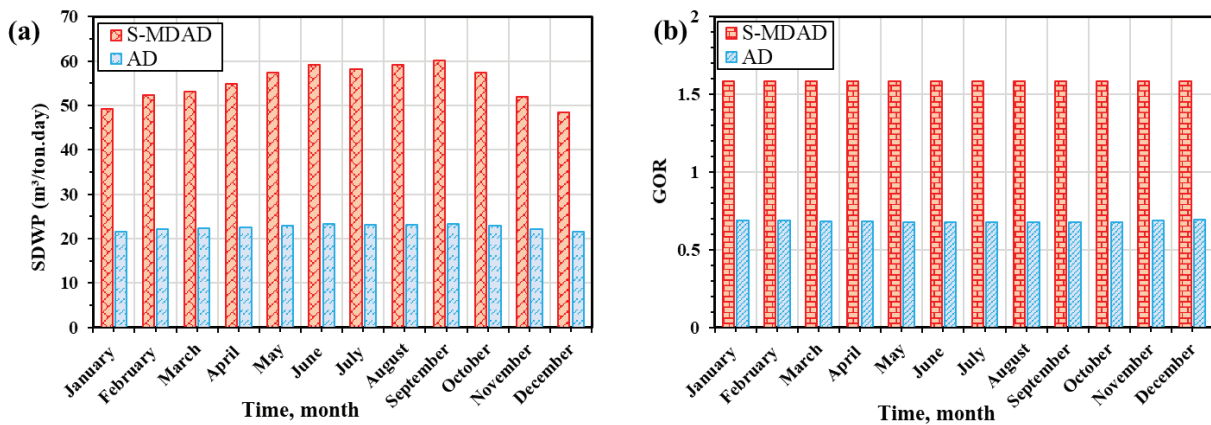 (a)
S-MDAD
AD
SDWP (m³/ton.day)
70
60
50
40
30
20
10
0
January
February
March
April
May
June
July
August
September
October
November
December
Time, month
(b)
S-MDAD
AD
GOR
2
1.5
1
0.5
0
January
February
March
April
May
June
July
August
September
October
November
December
Time, month